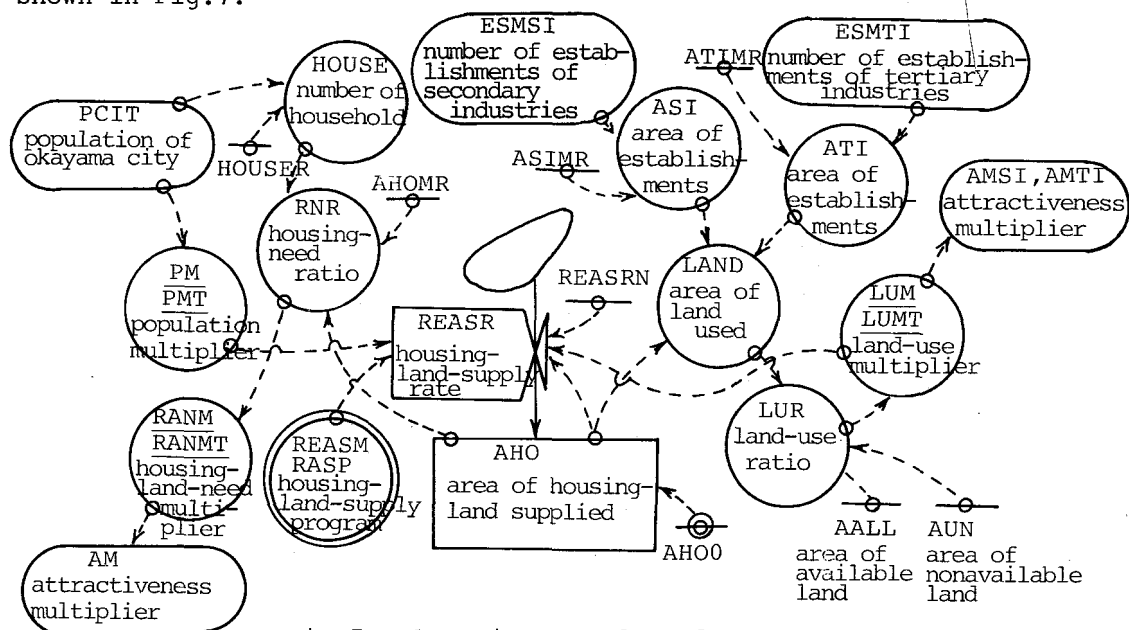 shown in Fig.7.
ESMSI
number of estab-
lishments of
secondary
industries
ESMTI
number of establish-
ments of tertiary
industries
ATIMR
HOUSE
number of
household
PCIT
population of
okayama city
HOUSER
ASI
area of
establish-
ments
ASIMR
ATI
area of
establish-
ments
AMSI,AMTI
attractiveness
multiplier
AHOMR
RNR
housing-
need
ratio
PM
PMT
population
multiplier
REASRN
LAND
area of
land
used
LUM
LUMT
land-use
multiplier
REASR
housing-
land-supply
rate
LUR
land-use
ratio
RANM
RANMT
housing-
land-need
multi-
plier
REASM
RASP
housing-
land-supply
program
AHO
area of housing-
land supplied
AHO0
AALL
area of
available
land
AUN
area of
nonavailable
land
AM
attractiveness
multiplier